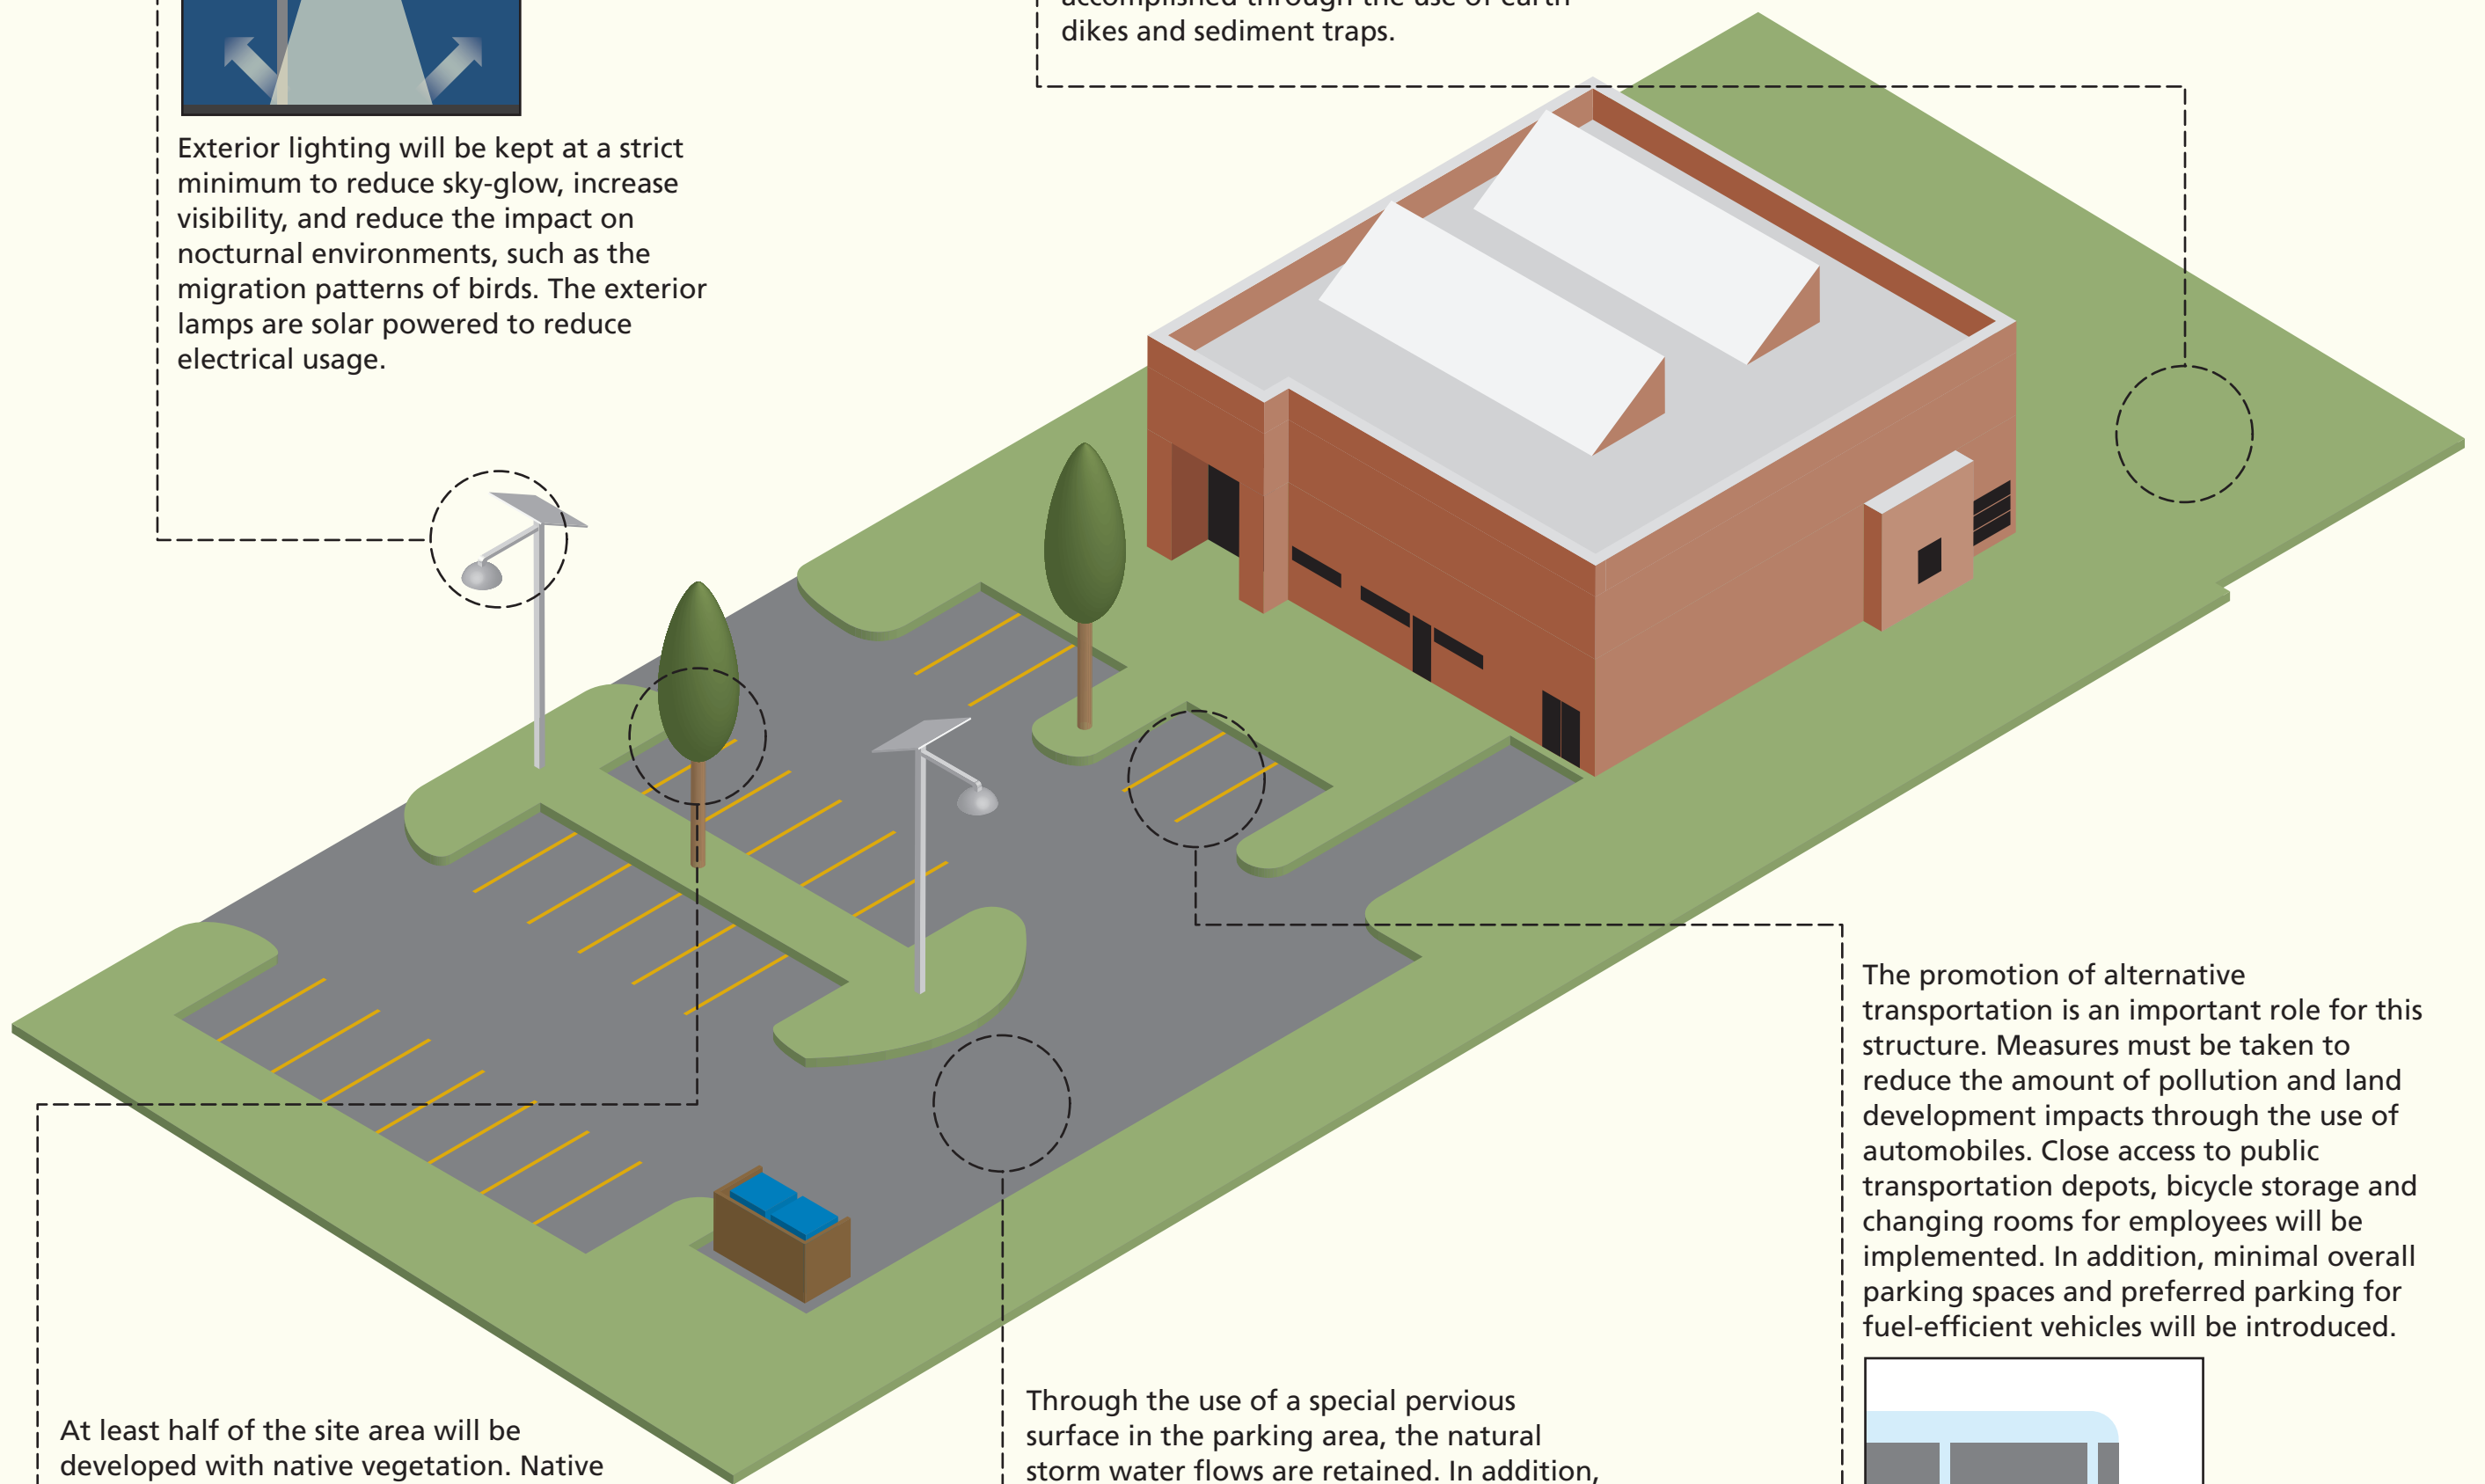 accomplished through the use of earth
dikes and sediment traps.
Exterior lighting will be kept at a strict
minimum to reduce sky-glow, increase
visibility, and reduce the impact on
nocturnal environments, such as the
migration patterns of birds. The exterior
lamps are solar powered to reduce
electrical usage.
The promotion of alternative
transportation is an important role for this
structure. Measures must be taken to
reduce the amount of pollution and land
development impacts through the use of
automobiles. Close access to public
transportation depots, bicycle storage and
changing rooms for employees will be
implemented. In addition, minimal overall
parking spaces and preferred parking for
fuel-efficient vehicles will be introduced.
At least half of the site area will be
developed with native vegetation. Native
Through the use of a special pervious
surface in the parking area, the natural
storm water flows are retained. In addition,